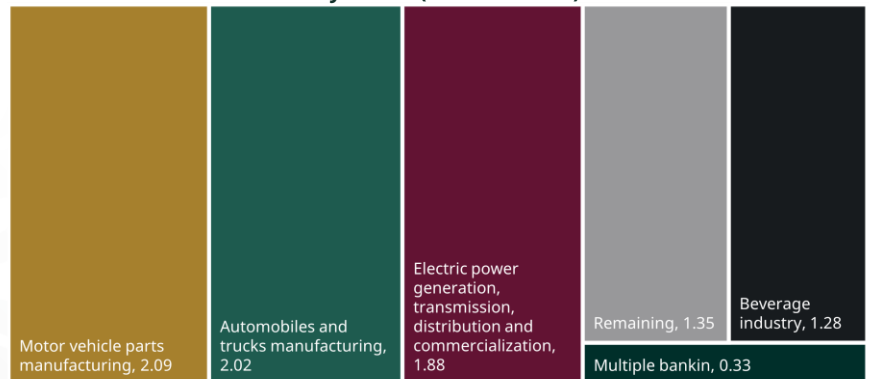 Motor vehicle parts
manufacturing, 2.09
Automobiles and
trucks manufacturing,
2.02
Electric power
generation,
transmission,
distribution and
commercialization,
1.88
Remaining, 1.35
Beverage
industry, 1.28
Multiple bankin, 0.33